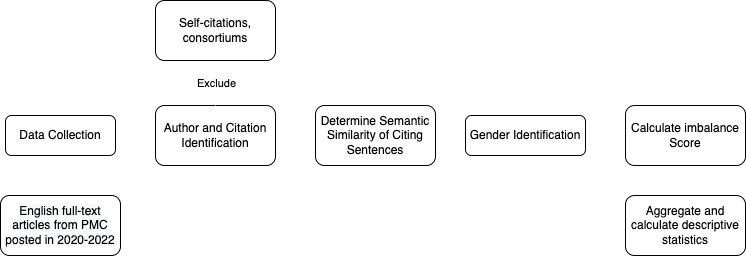 Self-citations,
consortiums
Exclude
Data Collection
Author and Citation
Identification
Determine Semantic
Similarity of Citing
Sentences
Gender Identification
Calculate imbalance
Score
English full-text
articles from PMC
posted in 2020-2022
Aggregate and
calculate descriptive
statistics